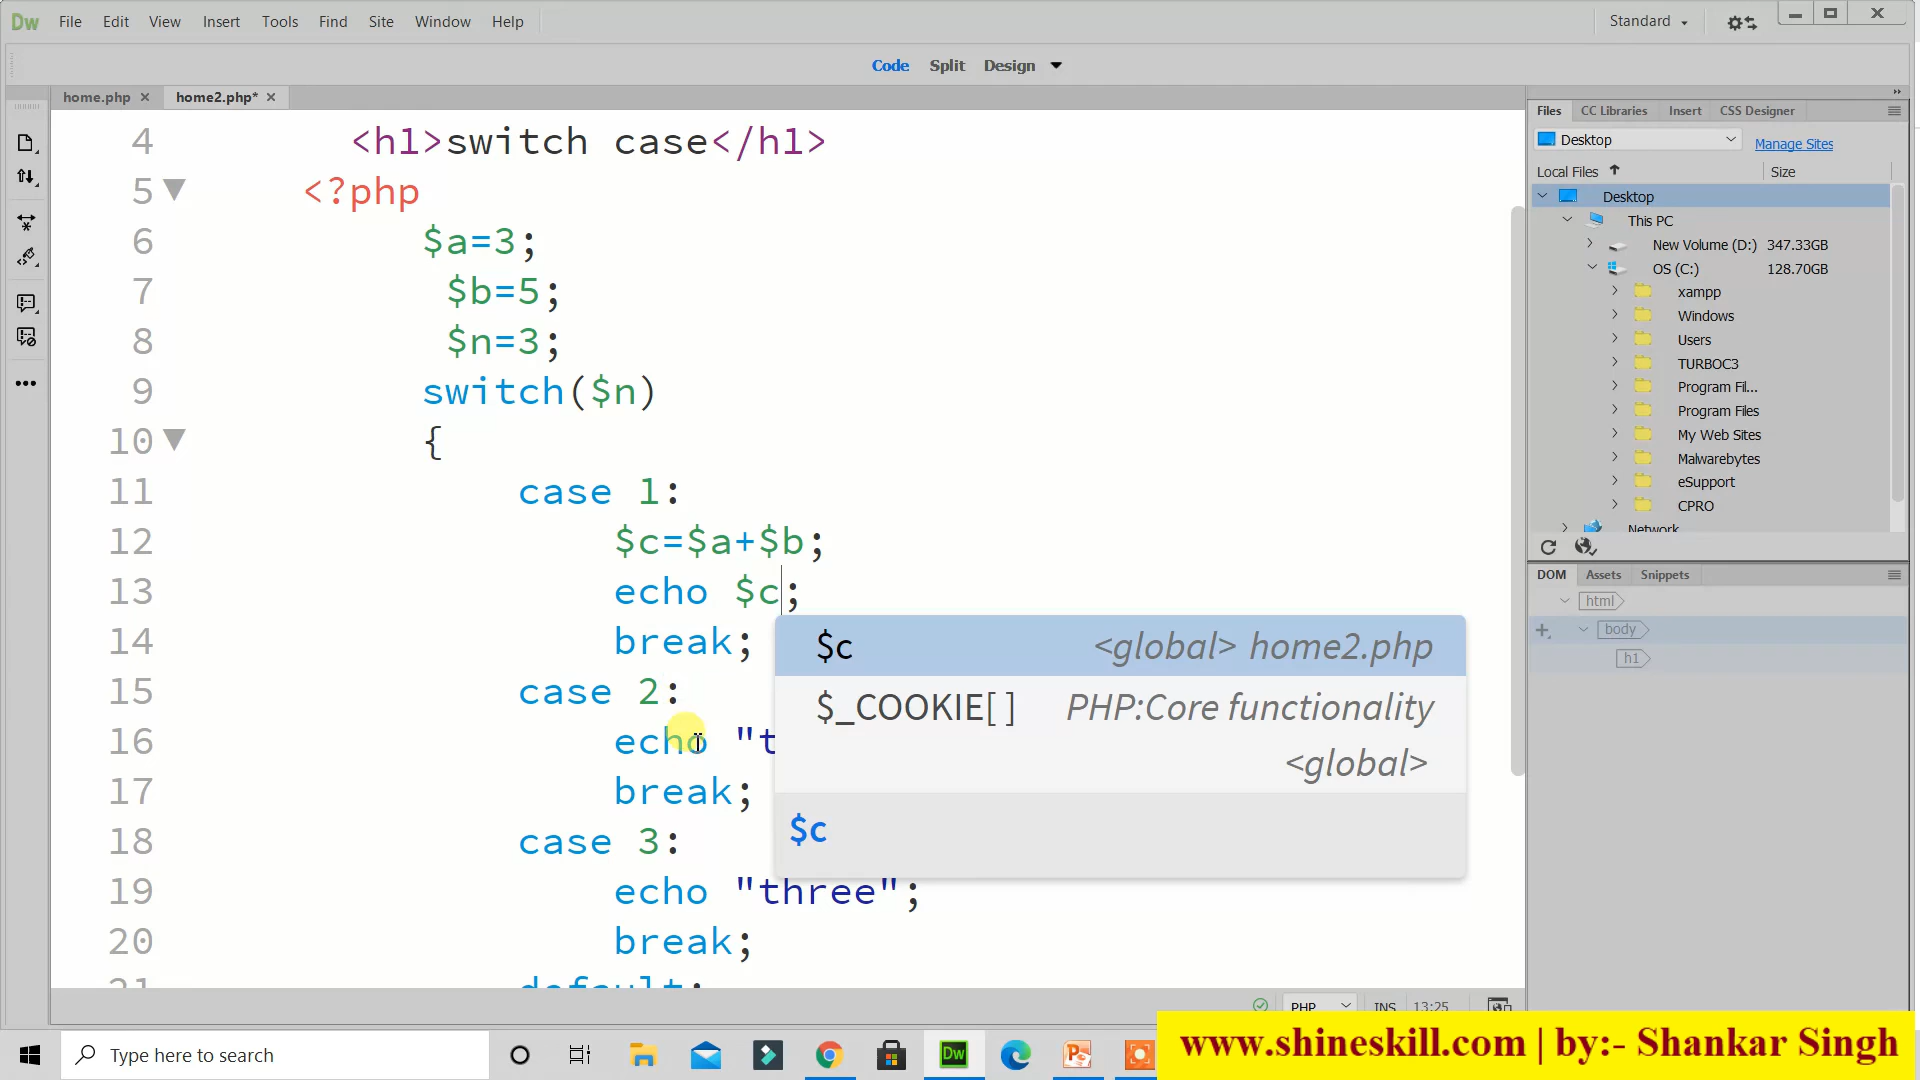 Dw File Edit View Insert Tools Find Site Window Help Standard
Code Split Design
home.php home2.php*
4 <h1>switch case</h1>
5 <?php
6 $a=3;
7 $b=5;
8 $n=3;
9 switch($n)
10 {
11 case 1:
12 $c=$a+$b;
13 echo $c;
14 break;
15 case 2:
16 echo "t
17 break;
18 case 3:
19 echo "three";
20 break;
21 default:
$c <global> home2.php
$_COOKIE[] PHP:Core functionality
<global>
$c
PHP INS 13:25
Files CC Libraries Insert CSS Designer
Desktop Manage Sites
Local Files Size
Desktop
This PC
New Volume (D:) 347.33GB
OS (C:) 128.70GB
xampp
Windows
Users
TURBOC3
Program Fil...
Program Files
My Web Sites
Malwarebytes
eSupport
CPRO
Network
DOM Assets Snippets
html
body
h1
Type here to search
Dw
www.shineskill.com | by:- Shankar Singh